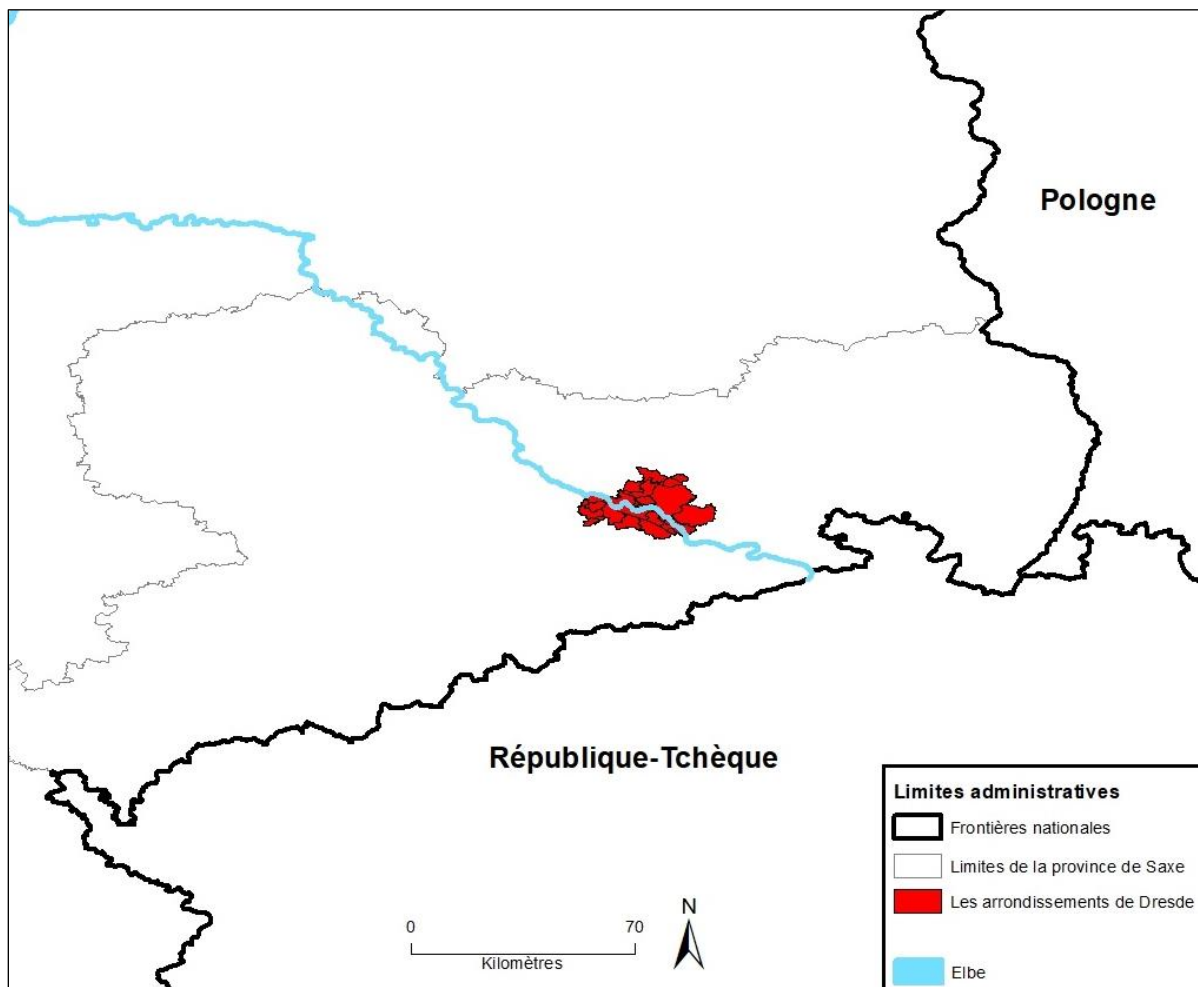 Pologne
République-Tchèque
Limites administratives
Frontières nationales
Limites de la province de Saxe
Les arrondissements de Dresde
Elbe
0 70
Kilomètres
N